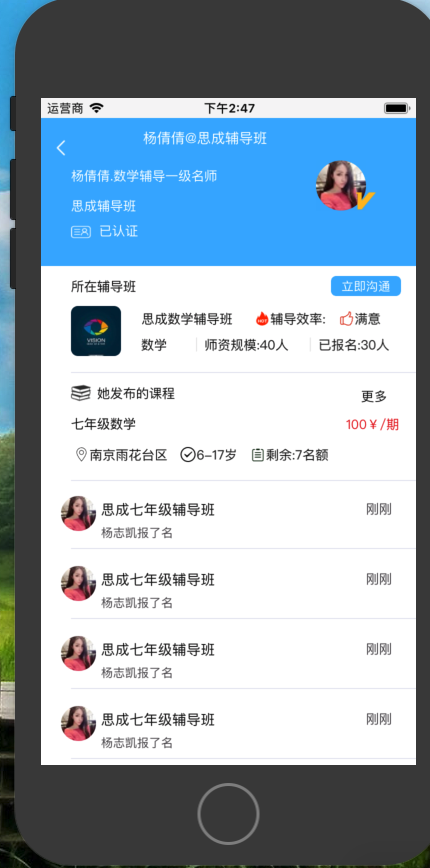 运营商 下午2:47
杨倩倩@思成辅导班
杨倩倩.数学辅导一级名师
思成辅导班
已认证
所在辅导班 立即沟通
思成数学辅导班 HOT 辅导效率: 满意
VISION
数学 师资规模:40人 已报名:30人
她发布的课程 更多
七年级数学 100¥/期
南京雨花台区 6–17岁 剩余:7名额
思成七年级辅导班 刚刚
杨志凯报了名
思成七年级辅导班 刚刚
杨志凯报了名
思成七年级辅导班 刚刚
杨志凯报了名
思成七年级辅导班 刚刚
杨志凯报了名